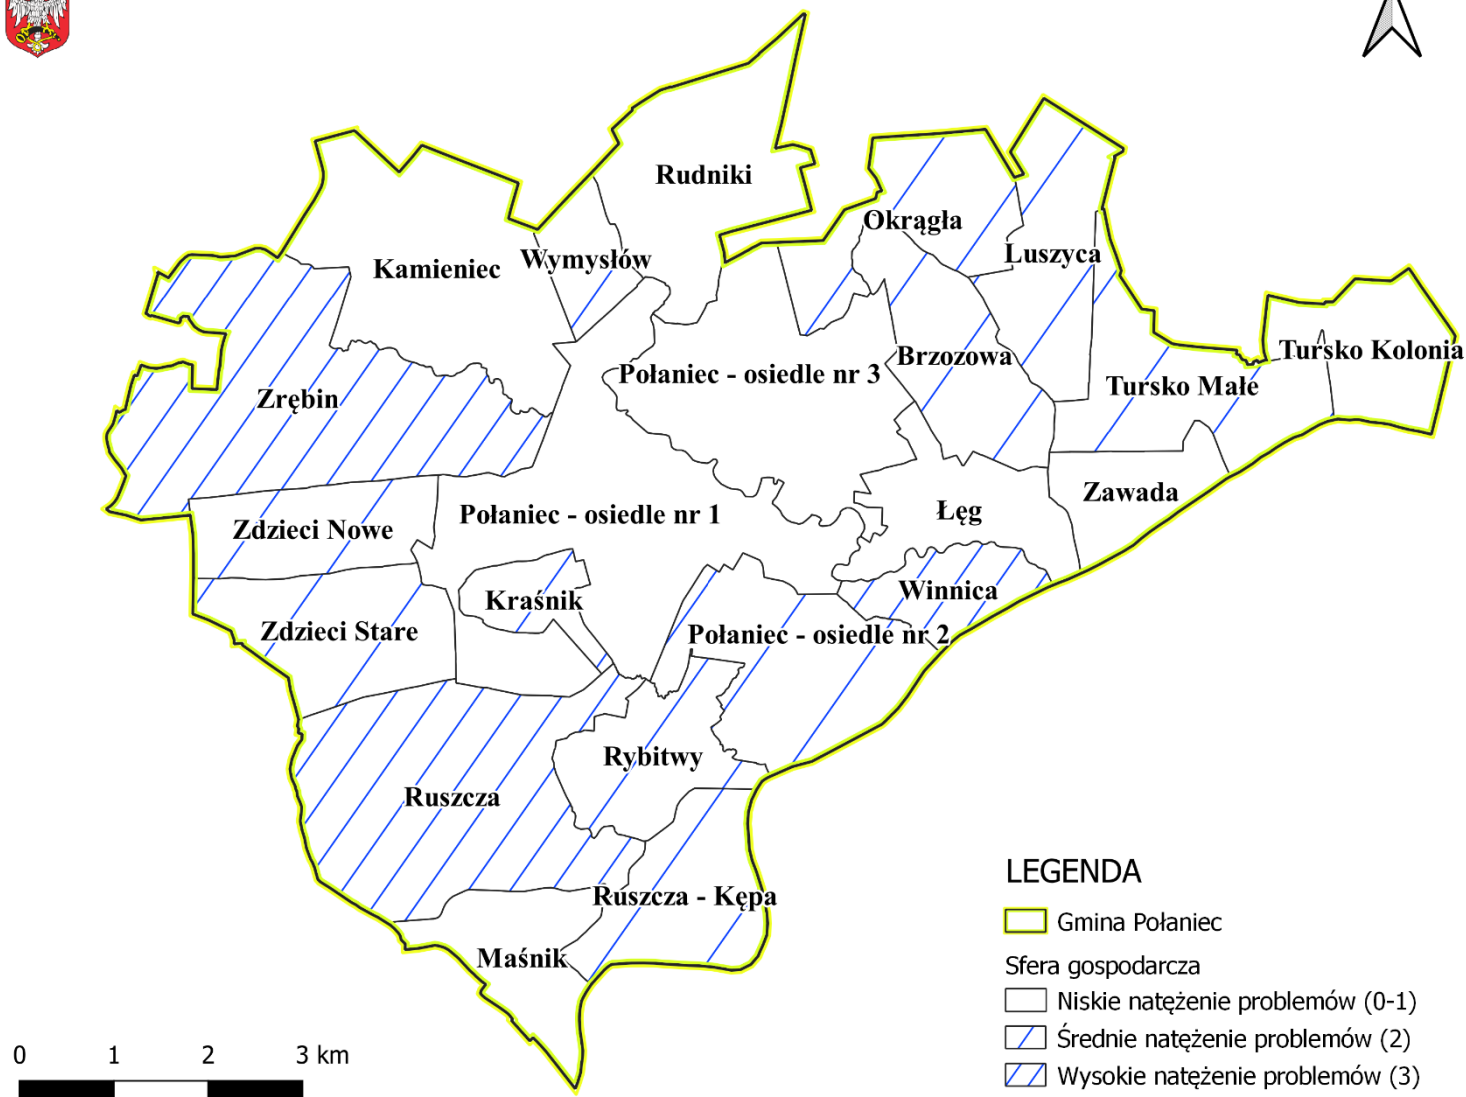 Rudniki
Okrągła
Kamieniec
Wymysłów
Luszyca
Połaniec - osiedle nr 3
Brzozowa
Tursko Kolonia
Tursko Małe
Zrębin
Zawada
Zdzieci Nowe
Połaniec - osiedle nr 1
Łęg
Kraśnik
Winnica
Zdzieci Stare
Połaniec - osiedle nr 2
Rybitwy
Ruszcza
Ruszcza - Kępa
Maśnik
LEGENDA
Gmina Połaniec
Sfera gospodarcza
Niskie natężenie problemów (0-1)
Średnie natężenie problemów (2)
Wysokie natężenie problemów (3)
0 1 2 3 km